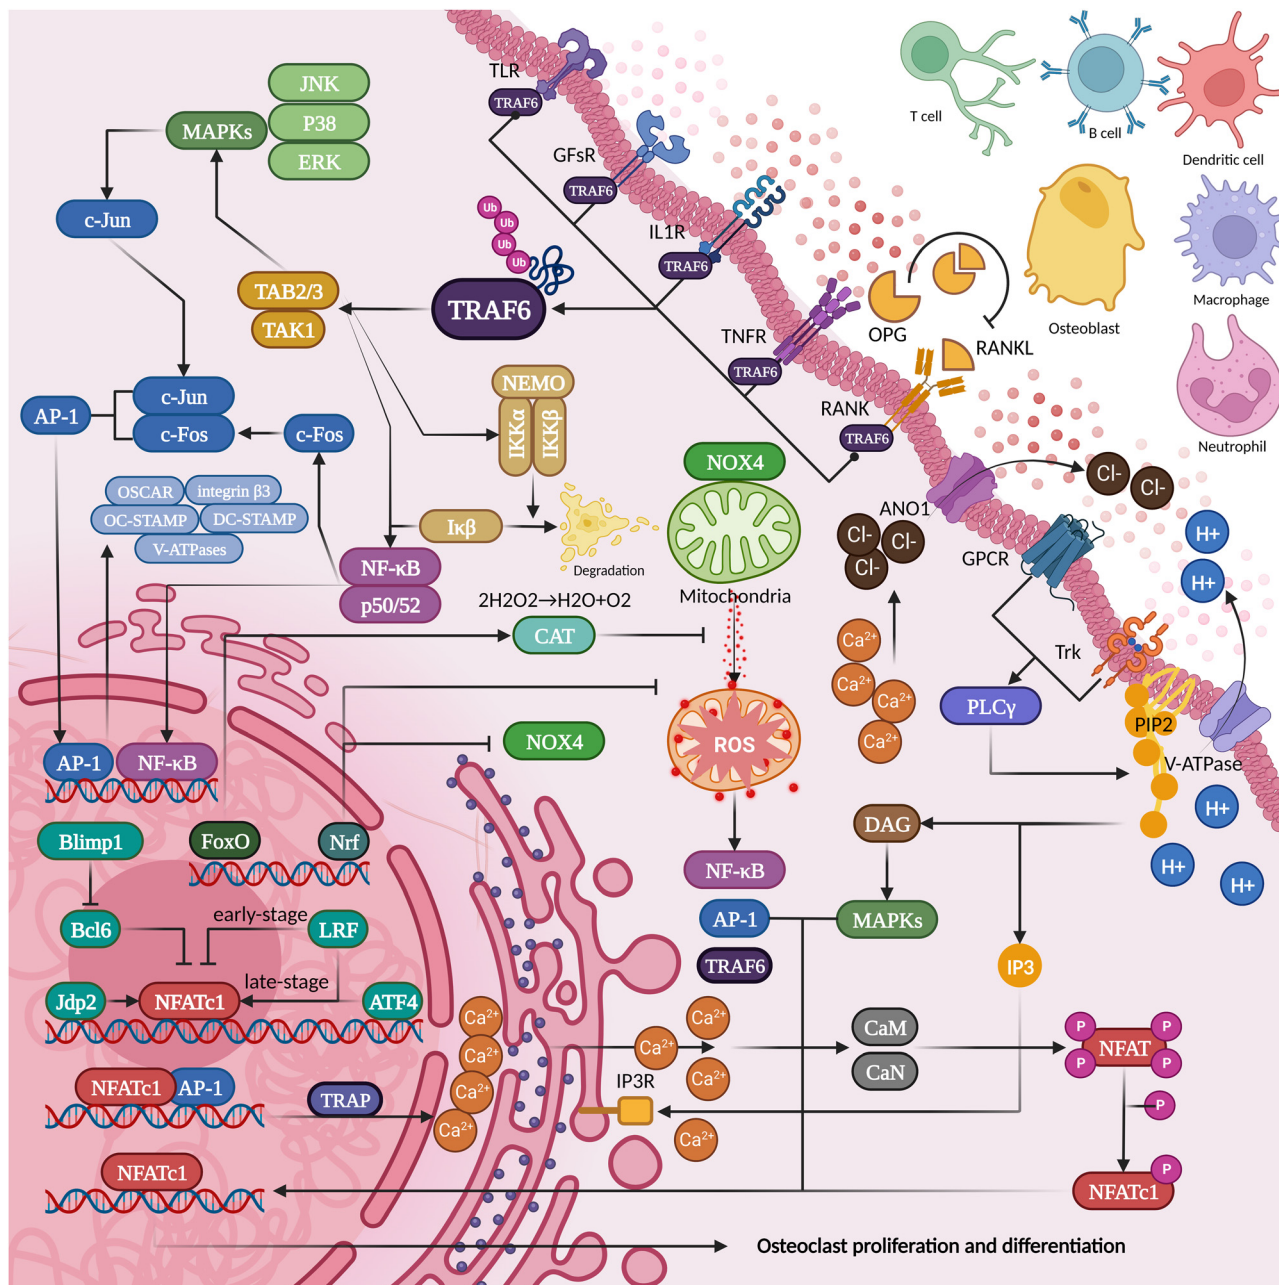 TLR
TRAF6
GFsR
TRAF6
IL1R
TRAF6
TNFR
TRAF6
RANK
TRAF6
OPG
RANKL
T cell
B cell
Dendritic cell
Osteoblast
Macrophage
Neutrophil
JNK
P38
ERK
MAPKs
c-Jun
Ub
Ub
Ub
Ub
TRAF6
TAB2/3
TAK1
AP-1
c-Jun
c-Fos
c-Fos
NEMO
IKKα
IKKβ
OSCAR
integrin β3
OC-STAMP
DC-STAMP
V-ATPases
Iκβ
Degradation
NF-κB
p50/52
NOX4
Mitochondria
2H2O2→H2O+O2
CAT
ANO1
Cl-
Cl-
Cl-
Cl-
Cl-
GPCR
H+
H+
Ca2+
Ca2+
Ca2+
Ca2+
Trk
PLCγ
PIP2
V-ATPase
H+
H+
H+
ROS
NOX4
AP-1
NF-κB
Blimp1
FoxO
Nrf
Bcl6
early-stage
LRF
late-stage
Jdp2
NFATc1
ATF4
NF-κB
AP-1
TRAF6
DAG
MAPKs
IP3
Ca2+
Ca2+
Ca2+
Ca2+
Ca2+
Ca2+
Ca2+
Ca2+
IP3R
CaM
CaN
P
P
NFAT
P
P
P
P
NFATc1
NFATc1
AP-1
TRAP
NFATc1
Osteoclast proliferation and differentiation